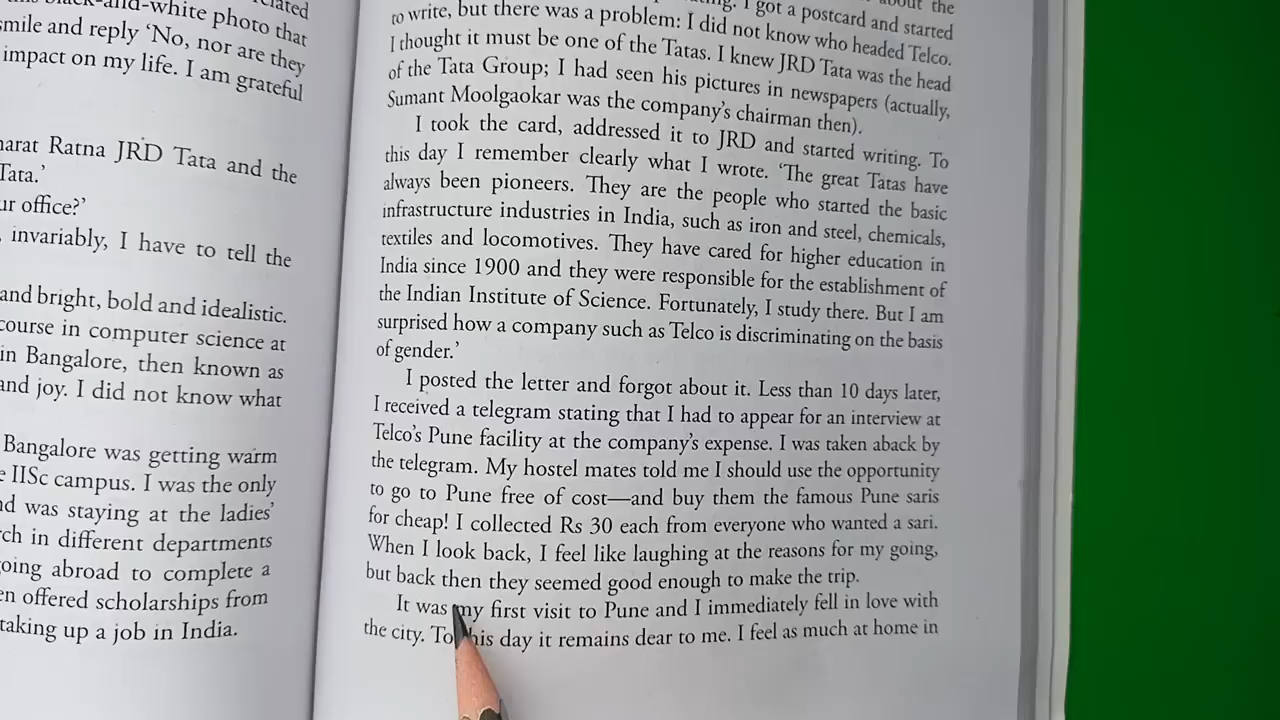 elated
-and-white photo that
smile and reply ‘No, nor are they
impact on my life. I am grateful
arat Ratna JRD Tata and the
Tata.’
ur office?’
, invariably, I have to tell the
and bright, bold and idealistic.
course in computer science at
in Bangalore, then known as
and joy. I did not know what
Bangalore was getting warm
e IISc campus. I was the only
nd was staying at the ladies’
rch in different departments
going abroad to complete a
en offered scholarships from
taking up a job in India.
about the
I got a postcard and started
to write, but there was a problem: I did not know who headed Telco.
I thought it must be one of the Tatas. I knew JRD Tata was the head
of the Tata Group; I had seen his pictures in newspapers (actually,
Sumant Moolgaokar was the company’s chairman then).
I took the card, addressed it to JRD and started writing. To
this day I remember clearly what I wrote. ‘The great Tatas have
always been pioneers. They are the people who started the basic
infrastructure industries in India, such as iron and steel, chemicals,
textiles and locomotives. They have cared for higher education in
India since 1900 and they were responsible for the establishment of
the Indian Institute of Science. Fortunately, I study there. But I am
surprised how a company such as Telco is discriminating on the basis
of gender.’
I posted the letter and forgot about it. Less than 10 days later,
I received a telegram stating that I had to appear for an interview at
Telco’s Pune facility at the company’s expense. I was taken aback by
the telegram. My hostel mates told me I should use the opportunity
to go to Pune free of cost—and buy them the famous Pune saris
for cheap! I collected Rs 30 each from everyone who wanted a sari.
When I look back, I feel like laughing at the reasons for my going,
but back then they seemed good enough to make the trip.
It was my first visit to Pune and I immediately fell in love with
the city. To this day it remains dear to me. I feel as much at home in